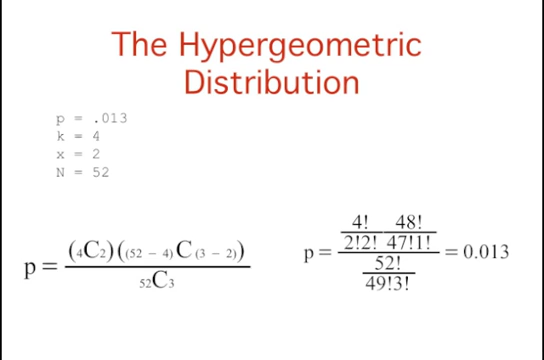 The Hypergeometric
Distribution
p = .013
k = 4
x = 2
N = 52
p = (₄C₂)(₍₅₂ ₋ ₄₎C₍₃ ₋ ₂₎) / ₅₂C₃
p = (4!/2!2! 48!/47!1!) / (52!/49!3!) = 0.013